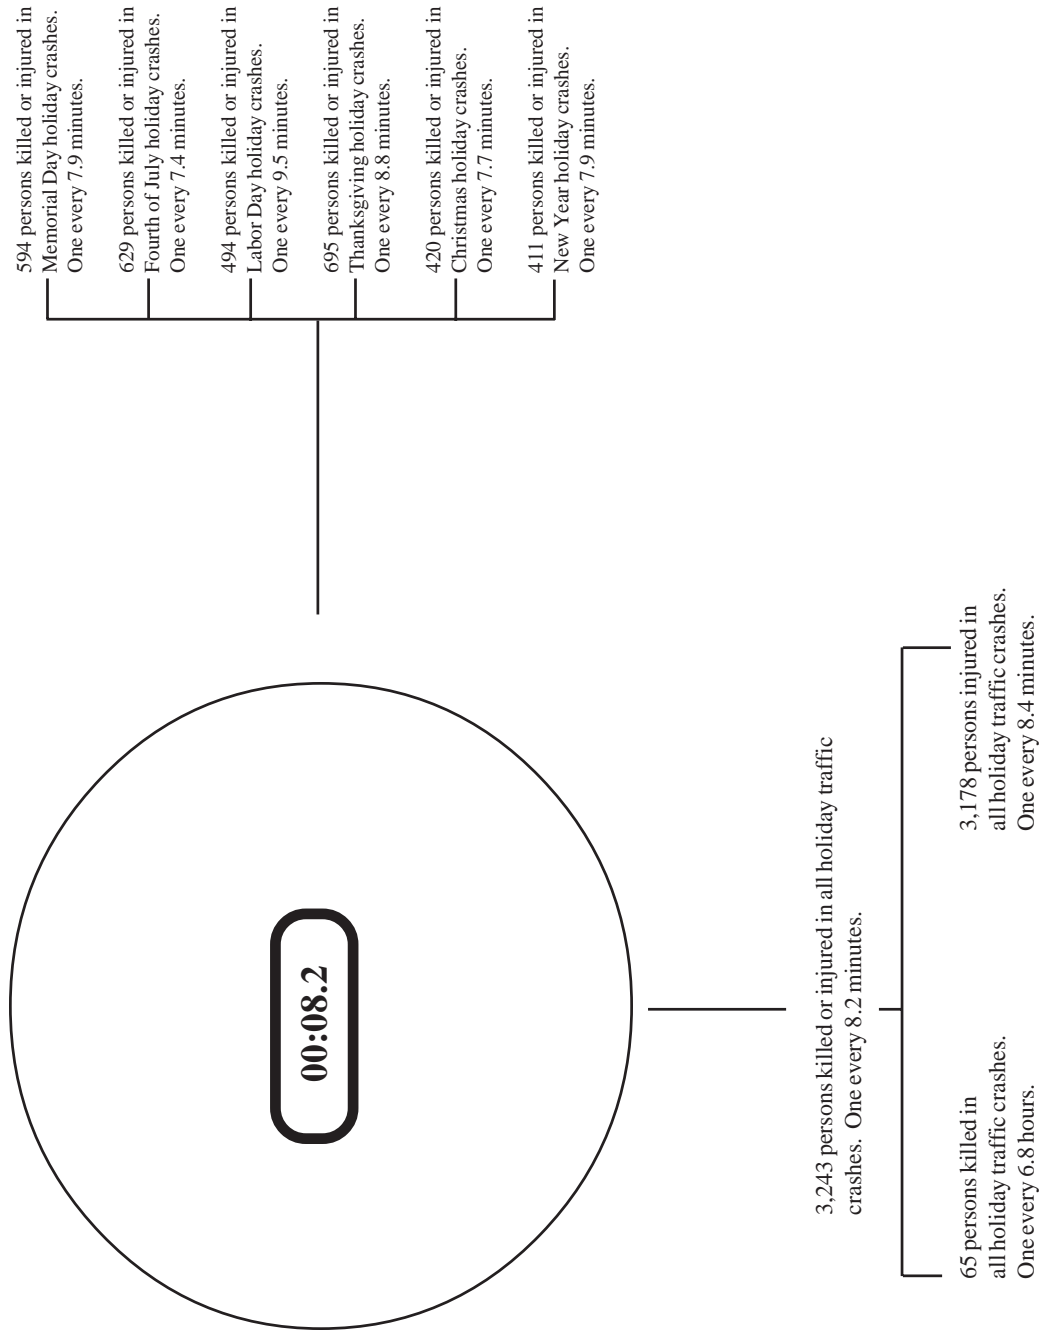 00:08.2
594 persons killed or injured in
Memorial Day holiday crashes.
One every 7.9 minutes.
629 persons killed or injured in
Fourth of July holiday crashes.
One every 7.4 minutes.
494 persons killed or injured in
Labor Day holiday crashes.
One every 9.5 minutes.
695 persons killed or injured in
Thanksgiving holiday crashes.
One every 8.8 minutes.
420 persons killed or injured in
Christmas holiday crashes.
One every 7.7 minutes.
411 persons killed or injured in
New Year holiday crashes.
One every 7.9 minutes.
3,243 persons killed or injured in all holiday traffic
crashes. One every 8.2 minutes.
65 persons killed in
all holiday traffic crashes.
One every 6.8 hours.
3,178 persons injured in
all holiday traffic crashes.
One every 8.4 minutes.